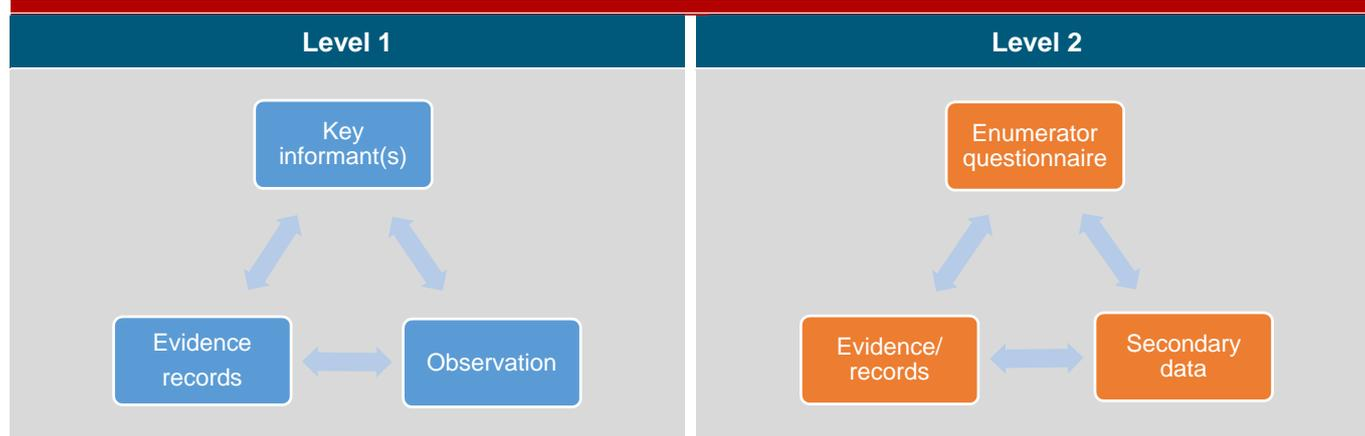 Level 1
Key
informant(s)
Evidence
records
Observation
Level 2
Enumerator
questionnaire
Evidence/
records
Secondary
data